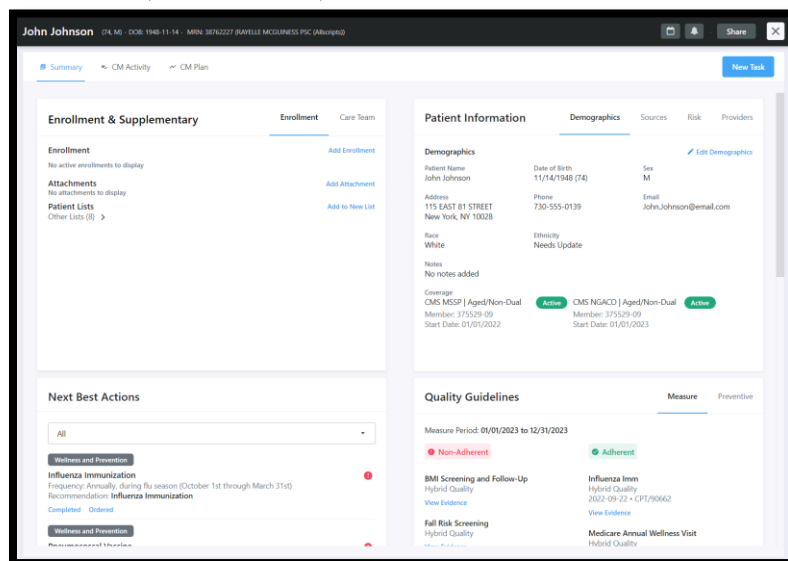 John Johnson (74, M) - DOB: 1948-11-14 - MRN: 38762227 (RAYELLE MCGUINESS PSC (Allscripts))
Share
Summary
CM Activity
CM Plan
New Task
Enrollment & Supplementary
Enrollment
Care Team
Enrollment
Add Enrollment
No active enrollments to display
Attachments
Add Attachment
No attachments to display
Patient Lists
Add to New List
Other Lists (8)
Patient Information
Demographics
Sources
Risk
Providers
Demographics
Edit Demographics
Patient Name
John Johnson
Date of Birth
11/14/1948 (74)
Sex
M
Address
115 EAST 81 STREET
New York, NY 10028
Phone
730-555-0139
Email
John.Johnson@email.com
Race
White
Ethnicity
Needs Update
Notes
No notes added
Coverage
CMS MSSP | Aged/Non-Dual
Active
Member: 375529-09
Start Date: 01/01/2022
CMS NGACO | Aged/Non-Dual
Active
Member: 375529-09
Start Date: 01/01/2023
Next Best Actions
All
Wellness and Prevention
Influenza Immunization
Frequency: Annually, during flu season (October 1st through March 31st)
Recommendation: Influenza Immunization
Completed
Ordered
Wellness and Prevention
Pneumococcal Vaccine
Quality Guidelines
Measure
Preventive
Measure Period: 01/01/2023 to 12/31/2023
Non-Adherent
BMI Screening and Follow-Up
Hybrid Quality
View Evidence
Fall Risk Screening
Hybrid Quality
View Evidence
Adherent
Influenza Imm
Hybrid Quality
2022-09-22 • CPT/90662
View Evidence
Medicare Annual Wellness Visit
Hybrid Quality